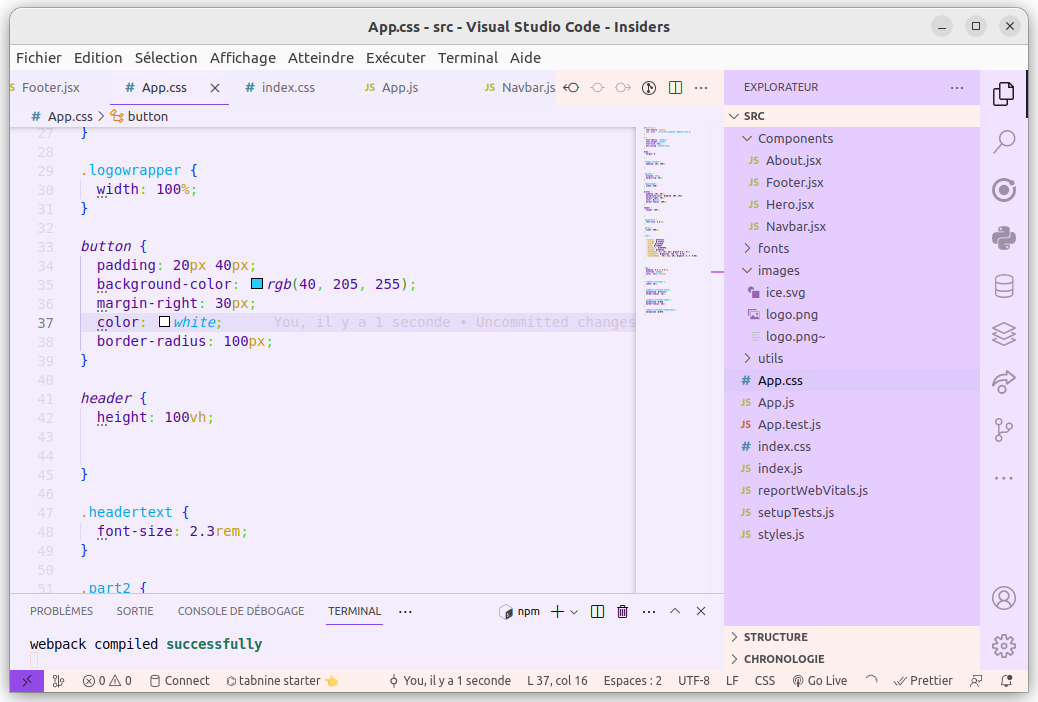 App.css - src - Visual Studio Code - Insiders
Fichier Edition Sélection Affichage Atteindre Exécuter Terminal Aide
S Footer.jsx # App.css # index.css JS App.js JS Navbar.js
# App.css > button
27 }
28
29 .logowrapper {
30 width: 100%;
31 }
32
33 button {
34 padding: 20px 40px;
35 background-color: rgb(40, 205, 255);
36 margin-right: 30px;
37 color: white; You, il y a 1 seconde • Uncommitted changes
38 border-radius: 100px;
39 }
40
41 header {
42 height: 100vh;
43
44
45 }
46
47 .headertext {
48 font-size: 2.3rem;
49 }
50
51 .part2 {
EXPLORATEUR
SRC
Components
JS About.jsx
JS Footer.jsx
JS Hero.jsx
JS Navbar.jsx
fonts
images
ice.svg
logo.png
logo.png~
utils
# App.css
JS App.js
JS App.test.js
# index.css
JS index.js
JS reportWebVitals.js
JS setupTests.js
JS styles.js
STRUCTURE
CHRONOLOGIE
PROBLÈMES SORTIE CONSOLE DE DÉBOGAGE TERMINAL npm
webpack compiled successfully
0 0 Connect tabnine starter You, il y a 1 seconde L 37, col 16 Espaces : 2 UTF-8 LF CSS Go Live Prettier